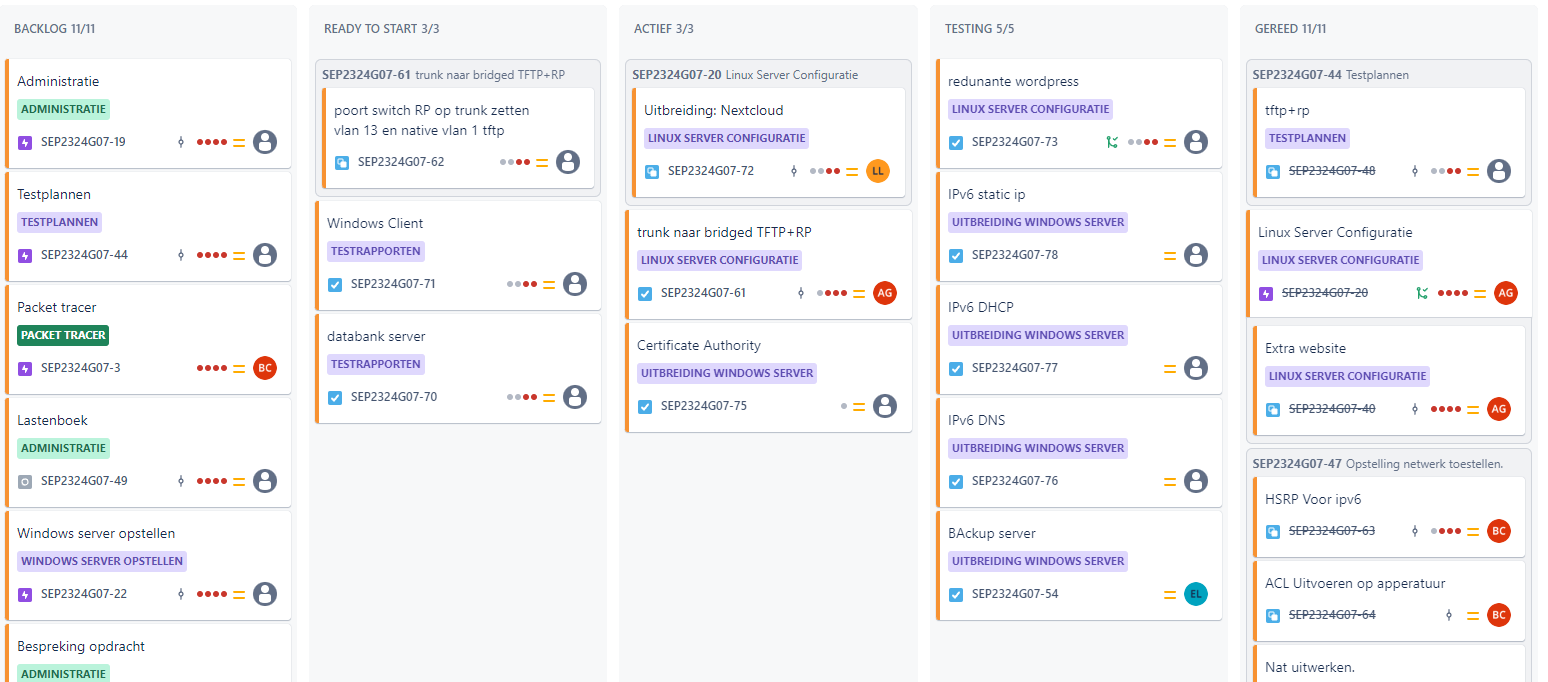 BACKLOG 11/11
Administratie
ADMINISTRATIE
SEP2324G07-19
Testplannen
TESTPLANNEN
SEP2324G07-44
Packet tracer
PACKET TRACER
SEP2324G07-3
BC
Lastenboek
ADMINISTRATIE
SEP2324G07-49
Windows server opstellen
WINDOWS SERVER OPSTELLEN
SEP2324G07-22
Bespreking opdracht
ADMINISTRATIE
READY TO START 3/3
SEP2324G07-61 trunk naar bridged TFTP+RP
poort switch RP op trunk zetten
vlan 13 en native vlan 1 tftp
SEP2324G07-62
Windows Client
TESTRAPPORTEN
SEP2324G07-71
databank server
TESTRAPPORTEN
SEP2324G07-70
ACTIEF 3/3
SEP2324G07-20 Linux Server Configuratie
Uitbreiding: Nextcloud
LINUX SERVER CONFIGURATIE
SEP2324G07-72
LL
trunk naar bridged TFTP+RP
LINUX SERVER CONFIGURATIE
SEP2324G07-61
AG
Certificate Authority
UITBREIDING WINDOWS SERVER
SEP2324G07-75
TESTING 5/5
redunante wordpress
LINUX SERVER CONFIGURATIE
SEP2324G07-73
IPv6 static ip
UITBREIDING WINDOWS SERVER
SEP2324G07-78
IPv6 DHCP
UITBREIDING WINDOWS SERVER
SEP2324G07-77
IPv6 DNS
UITBREIDING WINDOWS SERVER
SEP2324G07-76
BAckup server
UITBREIDING WINDOWS SERVER
SEP2324G07-54
EL
GEREED 11/11
SEP2324G07-44 Testplannen
tftp+rp
TESTPLANNEN
SEP2324G07-48
Linux Server Configuratie
LINUX SERVER CONFIGURATIE
SEP2324G07-20
AG
Extra website
LINUX SERVER CONFIGURATIE
SEP2324G07-40
AG
SEP2324G07-47 Opstelling netwerk toestellen.
HSRP Voor ipv6
SEP2324G07-63
BC
ACL Uitvoeren op apperatuur
SEP2324G07-64
BC
Nat uitwerken.